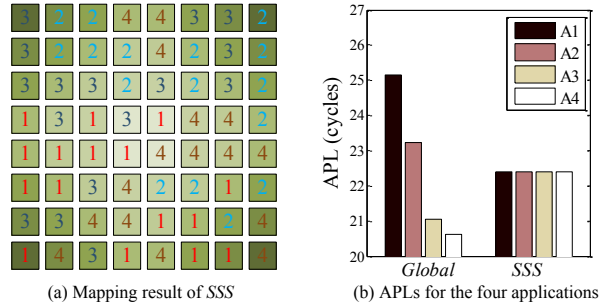 3 2 2 4 4 3 3 2
3 2 2 2 4 2 3 2
3 3 3 2 3 2 3 2
1 3 1 3 1 4 4 2
1 1 1 1 4 4 4 4
1 1 3 4 2 2 1 2
3 3 4 4 1 1 2 4
1 4 3 1 4 1 1 4
(a) Mapping result of SSS
27
26
25
24
23
22
21
20
APL (cycles)
A1
A2
A3
A4
Global SSS
(b) APLs for the four applications